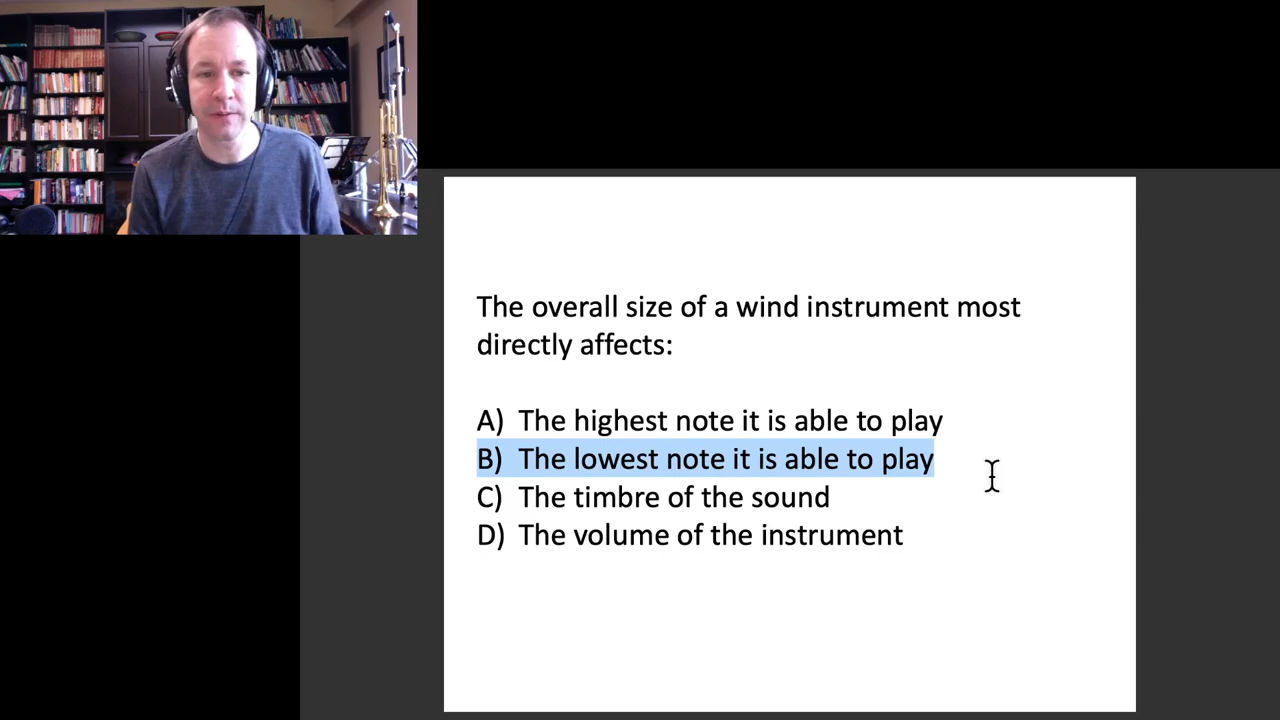 The overall size of a wind instrument most
directly affects:
A) The highest note it is able to play
B) The lowest note it is able to play
C) The timbre of the sound
D) The volume of the instrument